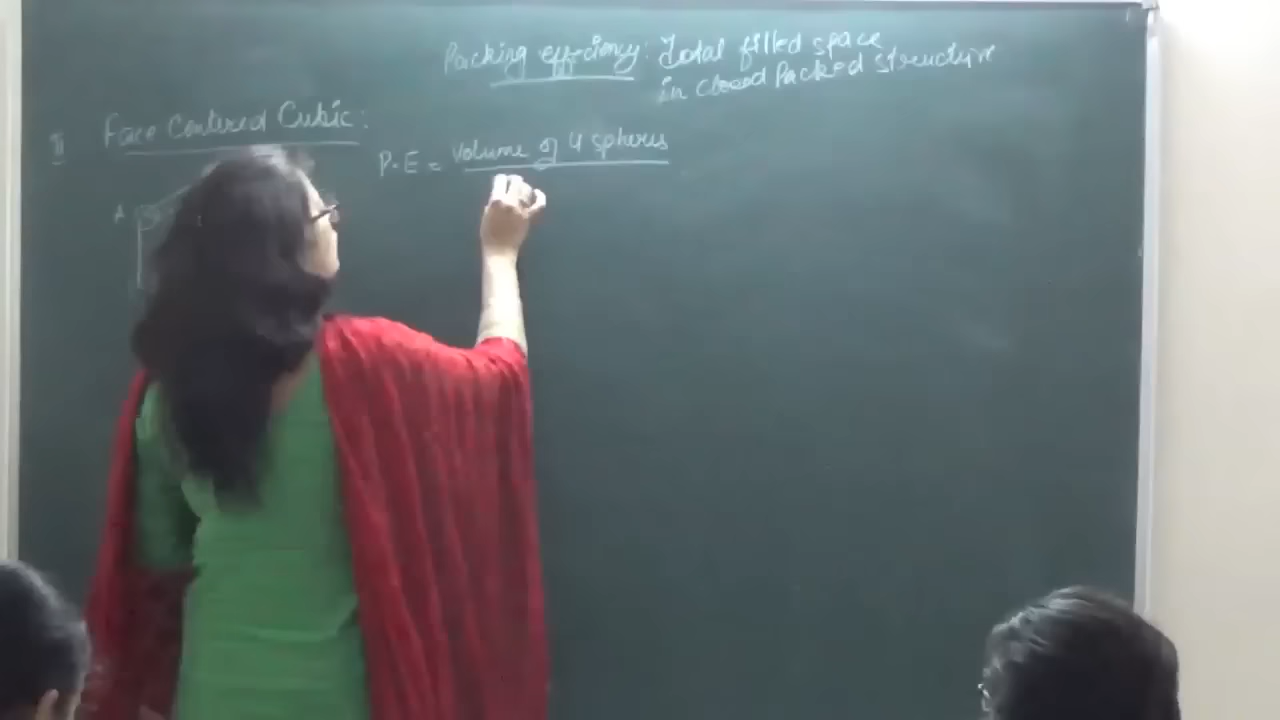 Packing efficiency: Total filled space
in closed Packed structure
II Face Centered Cubic:
P.E = Volume of 4 spheres
A